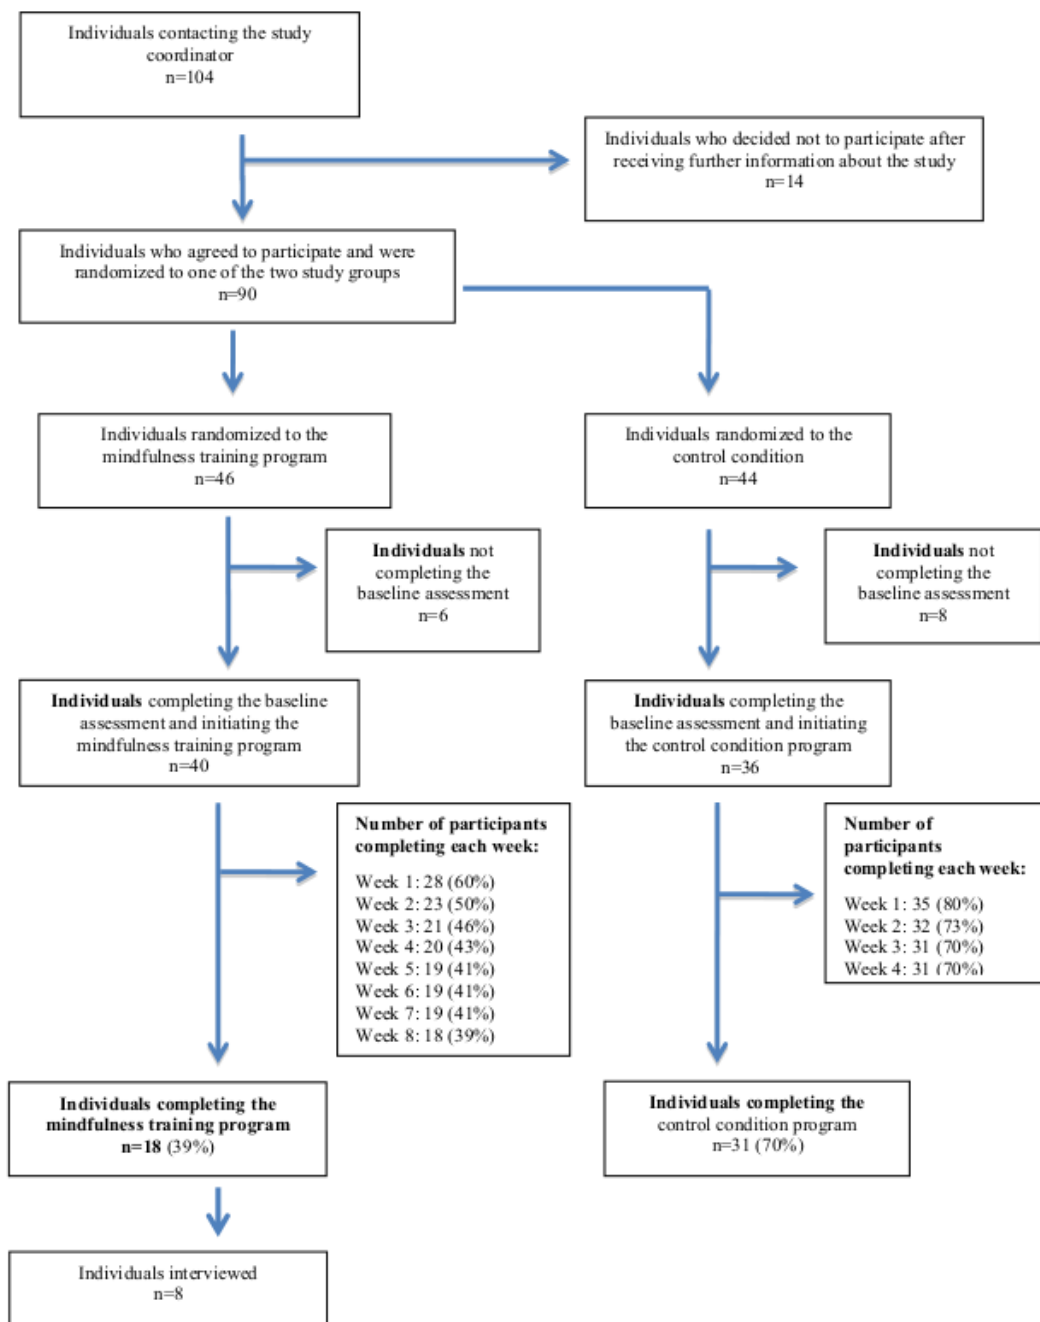 Individuals contacting the study
coordinator
n=104
Individuals who decided not to participate after
receiving further information about the study
n=14
Individuals who agreed to participate and were
randomized to one of the two study groups
n=90
Individuals randomized to the
mindfulness training program
n=46
Individuals randomized to the
control condition
n=44
Individuals not
completing the
baseline assessment
n=6
Individuals not
completing the
baseline assessment
n=8
Individuals completing the baseline
assessment and initiating the
mindfulness training program
n=40
Individuals completing the
baseline assessment and initiating
the control condition program
n=36
Number of participants
completing each week:
Week 1: 28 (60%)
Week 2: 23 (50%)
Week 3: 21 (46%)
Week 4: 20 (43%)
Week 5: 19 (41%)
Week 6: 19 (41%)
Week 7: 19 (41%)
Week 8: 18 (39%)
Number of
participants
completing each week:
Week 1: 35 (80%)
Week 2: 32 (73%)
Week 3: 31 (70%)
Week 4: 31 (70%)
Individuals completing the
mindfulness training program
n=18 (39%)
Individuals completing the
control condition program
n=31 (70%)
Individuals interviewed
n=8